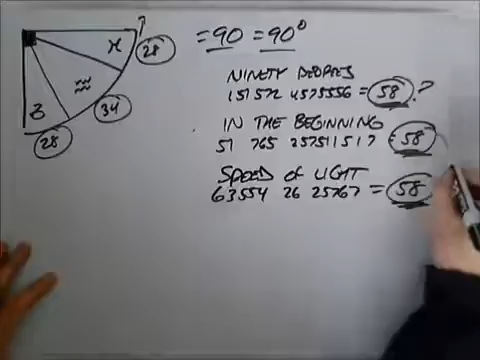 28
34
28
= 90 = 90°
NINETY DEGREES
151572 4575556 = 58 ?
IN THE BEGINNING
51 765 257511517 = 58
SPEED OF LIGHT
63554 26 25767 = 58